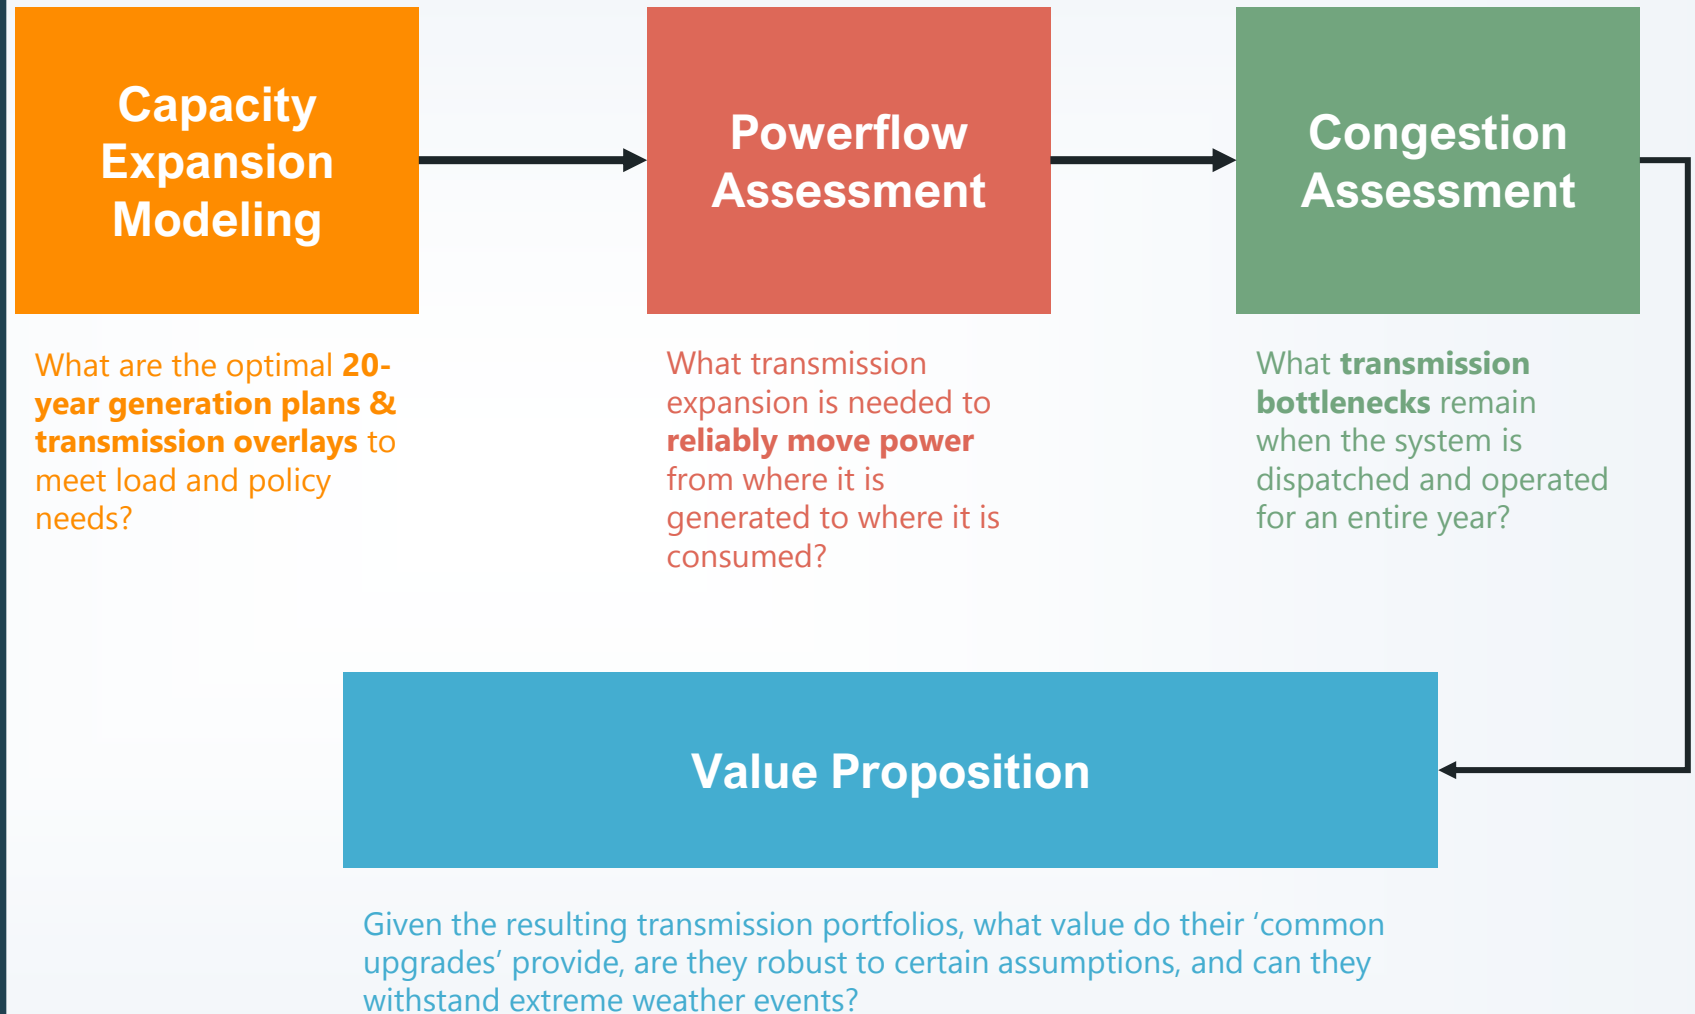 Capacity
Expansion
Modeling
What are the optimal 20-
year generation plans &
transmission overlays to
meet load and policy
needs?
Powerflow
Assessment
What transmission
expansion is needed to
reliably move power
from where it is
generated to where it is
consumed?
Congestion
Assessment
What transmission
bottlenecks remain
when the system is
dispatched and operated
for an entire year?
Value Proposition
Given the resulting transmission portfolios, what value do their ‘common
upgrades’ provide, are they robust to certain assumptions, and can they
withstand extreme weather events?